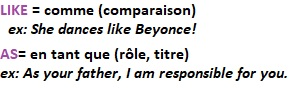 LIKE = comme (comparaison)
ex: She dances like Beyonce!
AS= en tant que (rôle, titre)
ex: As your father, I am responsible for you.